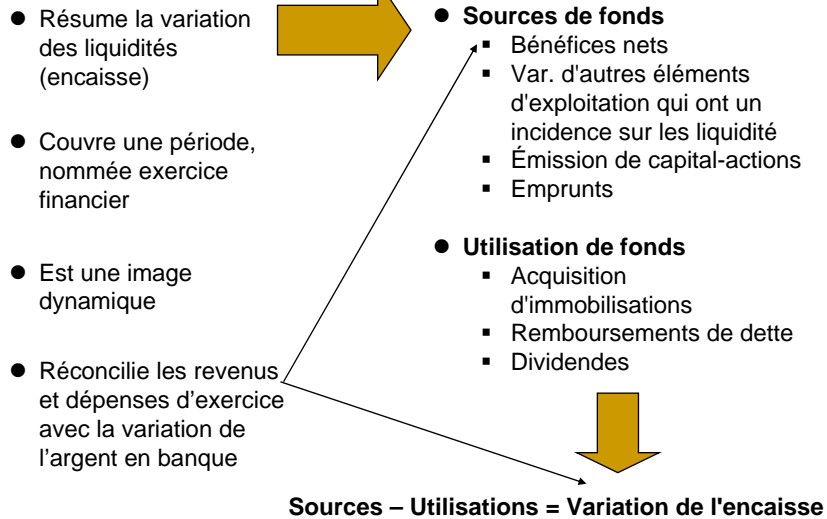 ● Résume la variation
des liquidités
(encaisse)
● Couvre une période,
nommée exercice
financier
● Est une image
dynamique
● Réconcilie les revenus
et dépenses d’exercice
avec la variation de
l’argent en banque
● Sources de fonds
▪ Bénéfices nets
▪ Var. d'autres éléments
d'exploitation qui ont un
incidence sur les liquidité
▪ Émission de capital-actions
▪ Emprunts
● Utilisation de fonds
▪ Acquisition
d'immobilisations
▪ Remboursements de dette
▪ Dividendes
Sources – Utilisations = Variation de l'encaisse